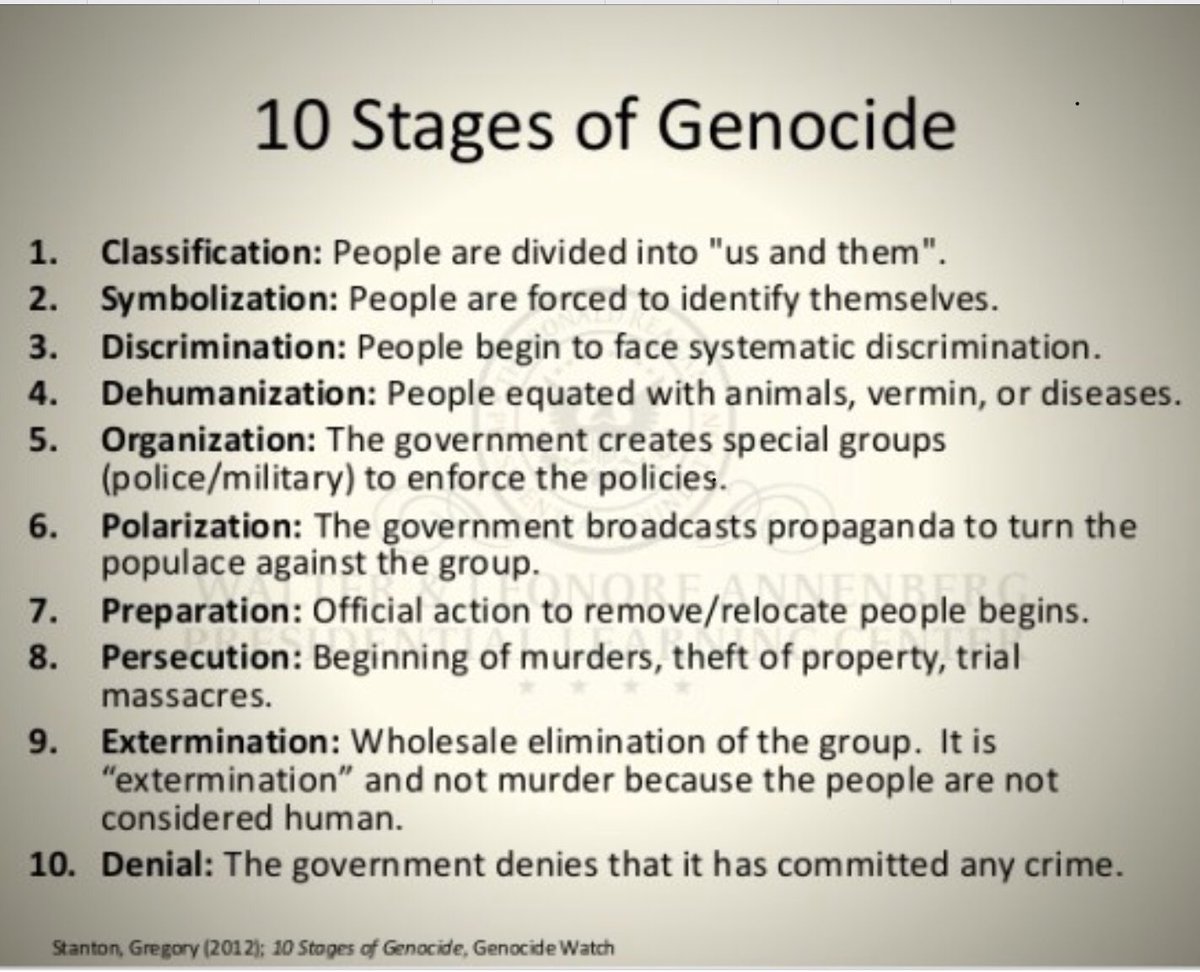 10 Stages of Genocide
1. Classification: People are divided into "us and them".
2. Symbolization: People are forced to identify themselves.
3. Discrimination: People begin to face systematic discrimination.
4. Dehumanization: People equated with animals, vermin, or diseases.
5. Organization: The government creates special groups
(police/military) to enforce the policies.
6. Polarization: The government broadcasts propaganda to turn the
populace against the group.
WALTER & LEONORE ANNENBERG
7. Preparation: Official action to remove/relocate people begins.
PRESIDENTIAL LEARNING CENTER
8. Persecution: Beginning of murders, theft of property, trial
massacres.
9. Extermination: Wholesale elimination of the group. It is
“extermination” and not murder because the people are not
considered human.
10. Denial: The government denies that it has committed any crime.
Stanton, Gregory (2012); 10 Stages of Genocide, Genocide Watch